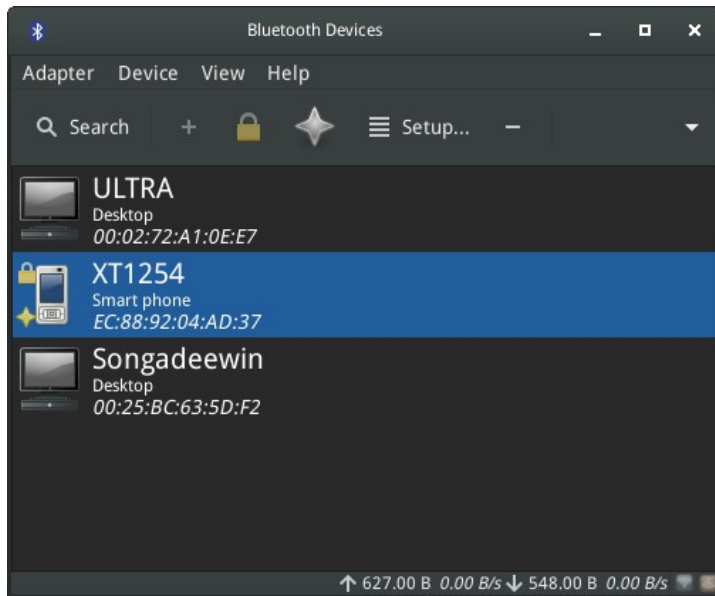 Bluetooth Devices
Adapter Device View Help
Search + Setup... −
ULTRA
Desktop
00:02:72:A1:0E:E7
XT1254
Smart phone
EC:88:92:04:AD:37
Songadeewin
Desktop
00:25:BC:63:5D:F2
627.00 B 0.00 B/s 548.00 B 0.00 B/s